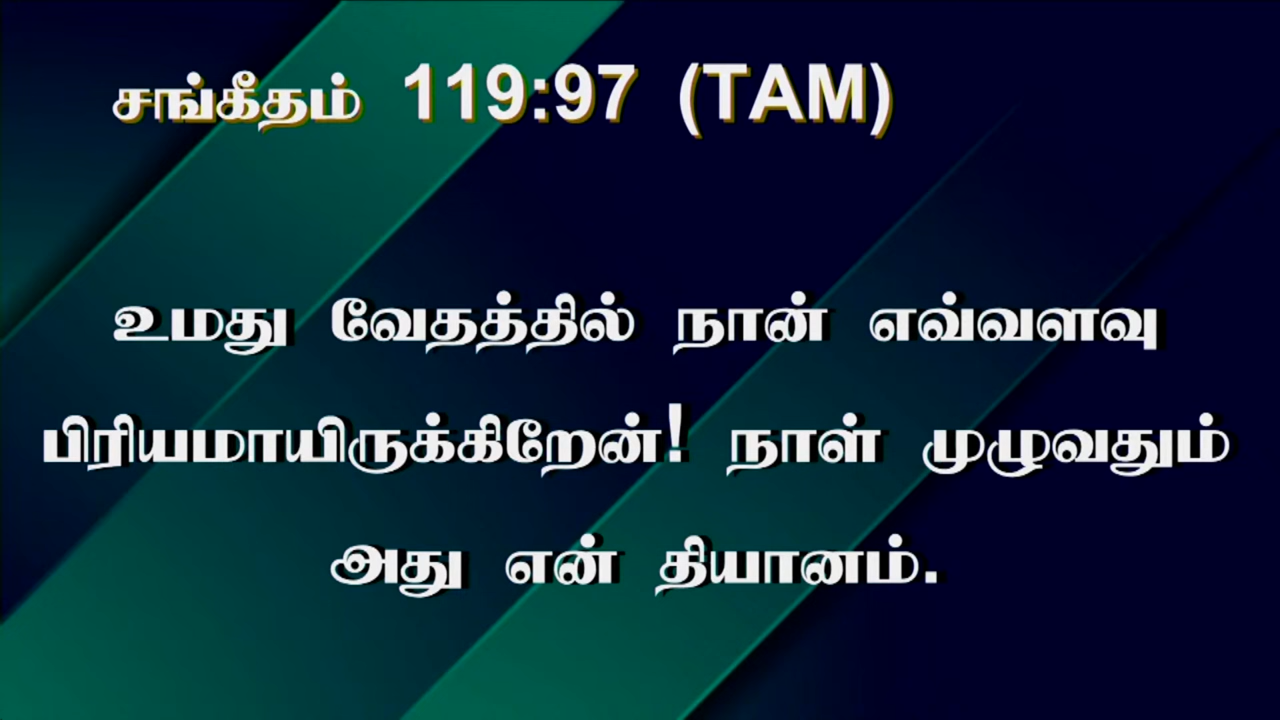 சங்கீதம் 119:97 (TAM)
உமது வேதத்தில் நான் எவ்வளவு
பிரியமாயிருக்கிறேன்! நாள் முழுவதும்
அது என் தியானம்.